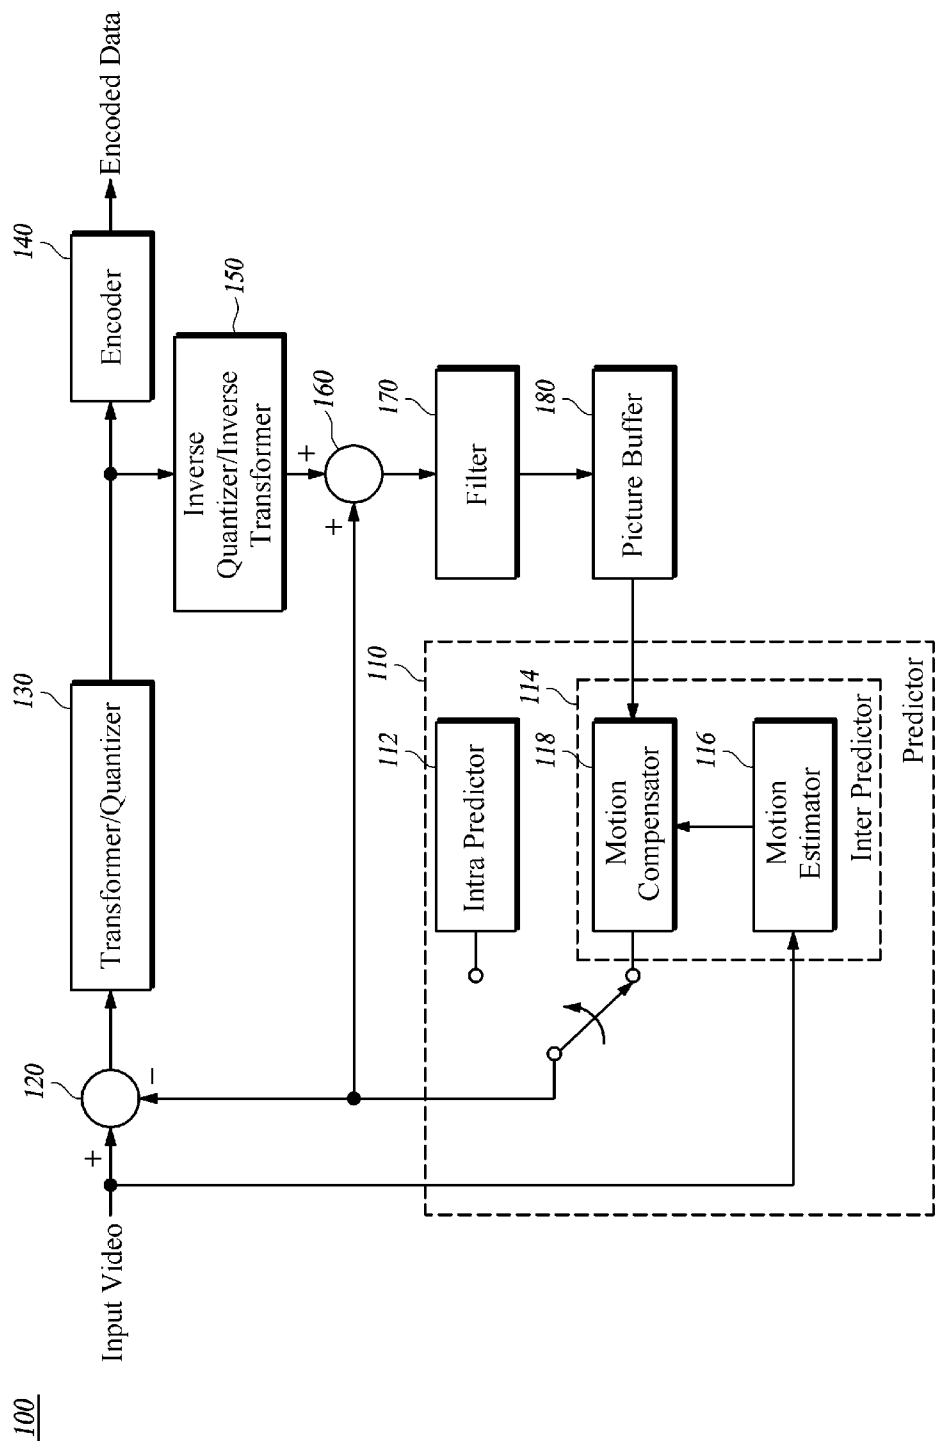 100
Input Video
+
120
−
130
Transformer/Quantizer
140
Encoder
Encoded Data
150
Inverse
Quantizer/Inverse
Transformer
+
160
+
170
Filter
180
Picture Buffer
110
112
Intra Predictor
114
118
Motion
Compensator
116
Motion
Estimator
Inter Predictor
Predictor